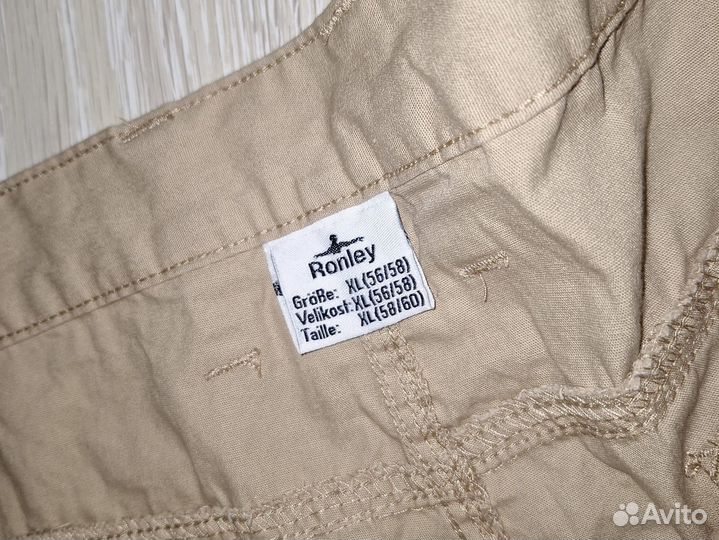 Ronley
Größe: XL(56/58)
Velikost:XL(56/58)
Taille: XL(58/60)
Avito